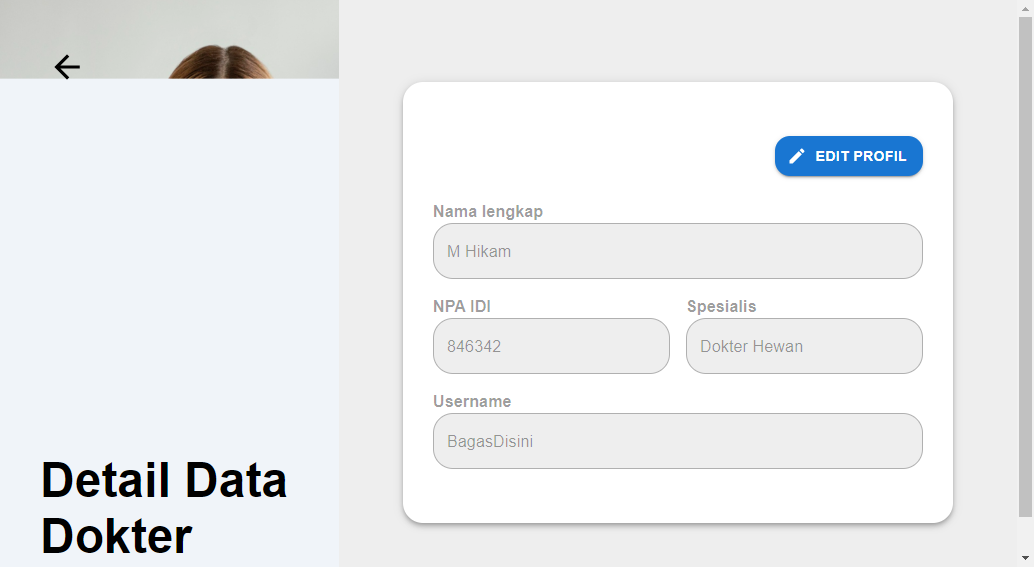 EDIT PROFIL
Nama lengkap
M Hikam
NPA IDI
Spesialis
846342
Dokter Hewan
Username
BagasDisini
Detail Data
Dokter